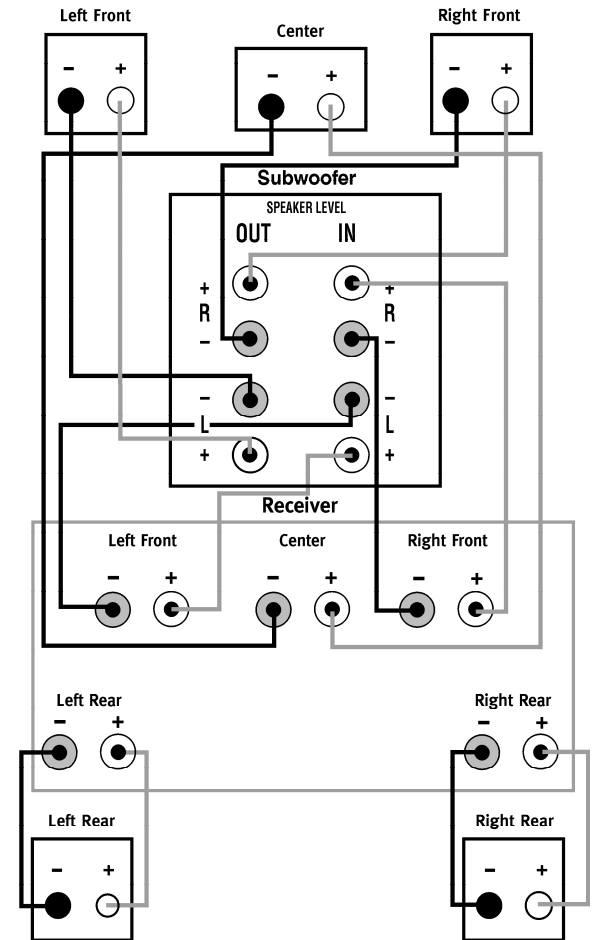 Left Front
Center
Right Front
- +
- +
- +
Subwoofer
SPEAKER LEVEL
OUT IN
+ +
R R
- -
- -
L L
+ +
Receiver
Left Front Center Right Front
- + - + - +
Left Rear Right Rear
- + - +
Left Rear Right Rear
- + - +